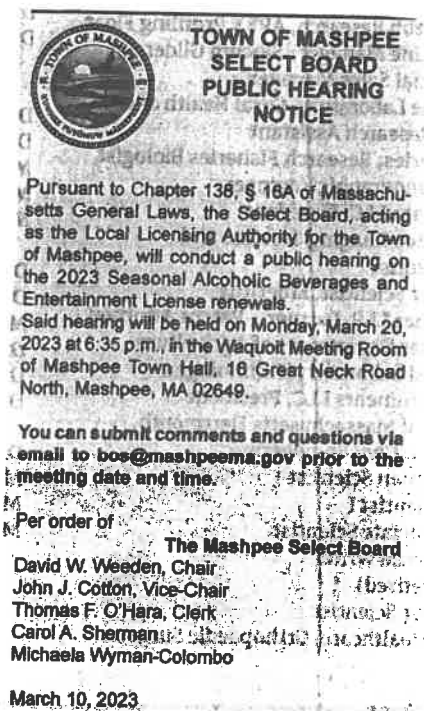 TOWN OF MASHPEE
TOWN OF MASHPEE
SELECT BOARD
PUBLIC HEARING
NOTICE
Pursuant to Chapter 138, § 16A of Massachu-
setts General Laws, the Select Board, acting
as the Local Licensing Authority for the Town
of Mashpee, will conduct a public hearing on
the 2023 Seasonal Alcoholic Beverages and
Entertainment License renewals.
Said hearing will be held on Monday, March 20,
2023 at 6:35 p.m., in the Waquoit Meeting Room
of Mashpee Town Hall, 16 Great Neck Road
North, Mashpee, MA 02649.
You can submit comments and questions via
email to bos@mashpeema.gov prior to the
meeting date and time.
Per order of
The Mashpee Select Board
David W. Weeden, Chair
John J. Cotton, Vice-Chair
Thomas F. O'Hara, Clerk
Carol A. Sherman
Michaela Wyman-Colombo
March 10, 2023